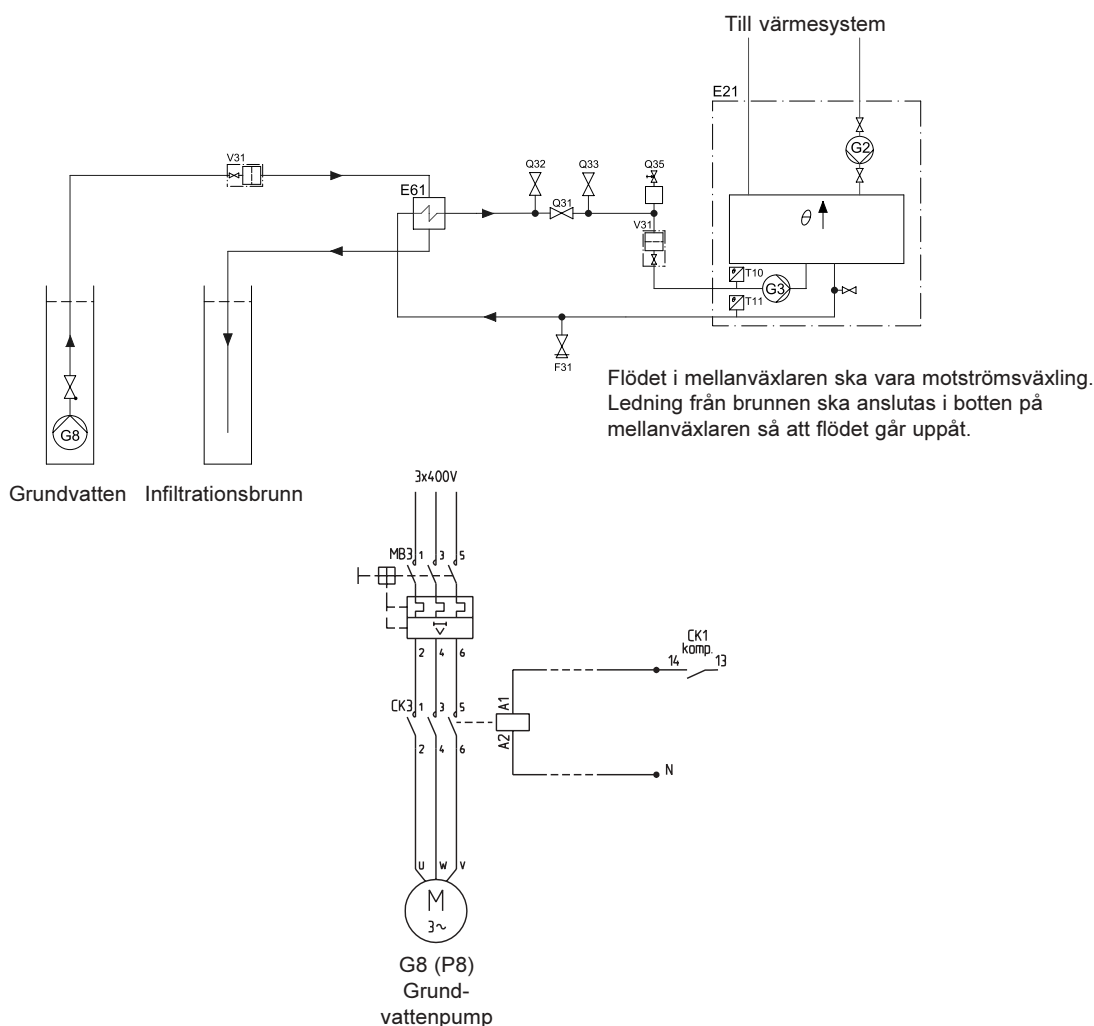 Till värmesystem
E21
G2
V31
Q32
Q33
Q35
E61
Q31
V31
θ
T10
G3
T11
F31
Flödet i mellanväxlaren ska vara motströmsväxling.
Ledning från brunnen ska anslutas i botten på
mellanväxlaren så att flödet går uppåt.
G8
Grundvatten
Infiltrationsbrunn
3x400V
MB3 1 3 5
2 4 6
CK1
komp.
14 13
CK3 1 3 5
A1
A2
2 4 6
N
U W V
M
3~
G8 (P8)
Grund-
vattenpump